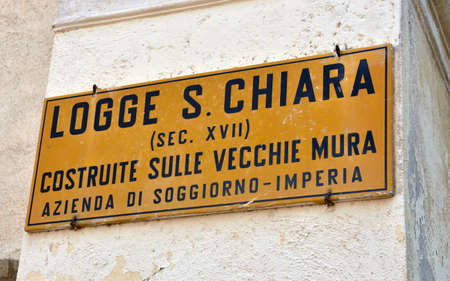 LOGGE S. CHIARA
(SEC. XVII)
COSTRUITE SULLE VECCHIE MURA
AZIENDA DI SOGGIORNO-IMPERIA